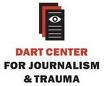 DART CENTER
FOR JOURNALISM
& TRAUMA